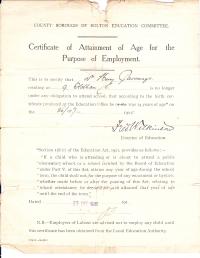 COUNTY BOROUGH OF BOLTON EDUCATION COMMITTEE.
Certificate of Attainment of Age for the
Purpose of Employment.
This is to certify that
residing at 9
under any obligation to attend school, that according to the birth cer-
tificate produced at the Education Office he was 14 years of age on
the
Director of Education.
"Section 138 of the Education Act, 1921, provides as follows:—
"If a child who is attending or is about to attend a public
elementary school or a school certified by the Board of Education
under Part V. of this Act, attains any year of age during the school
term, the child shall not, for the purpose of any enactment or byelaw,
whether made before or after the passing of this Act, relating to
school attendance, be deemed to have attained that year of age
until the end of the term."
Dated
N.B.—Employers of Labour are advised not to employ any child until
this certificate has been obtained from the Local Education Authority.